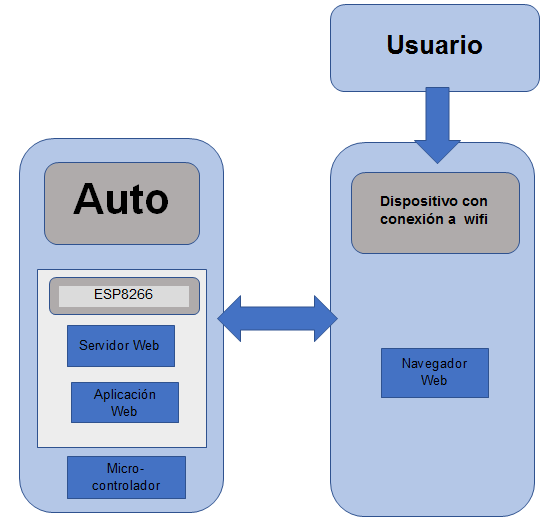 Usuario
Auto
ESP8266
Servidor Web
Aplicación
Web
Micro-
controlador
Dispositivo con
conexión a wifi
Navegador
Web